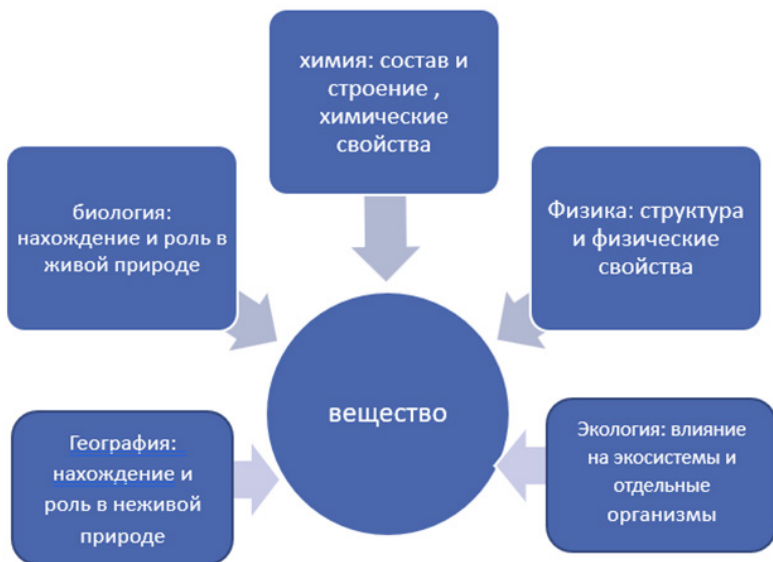 химия: состав и
строение ,
химические
свойства
биология:
нахождение и роль в
живой природе
Физика: структура
и физические
свойства
вещество
География:
нахождение и
роль в неживой
природе
Экология: влияние
на экосистемы и
отдельные
организмы